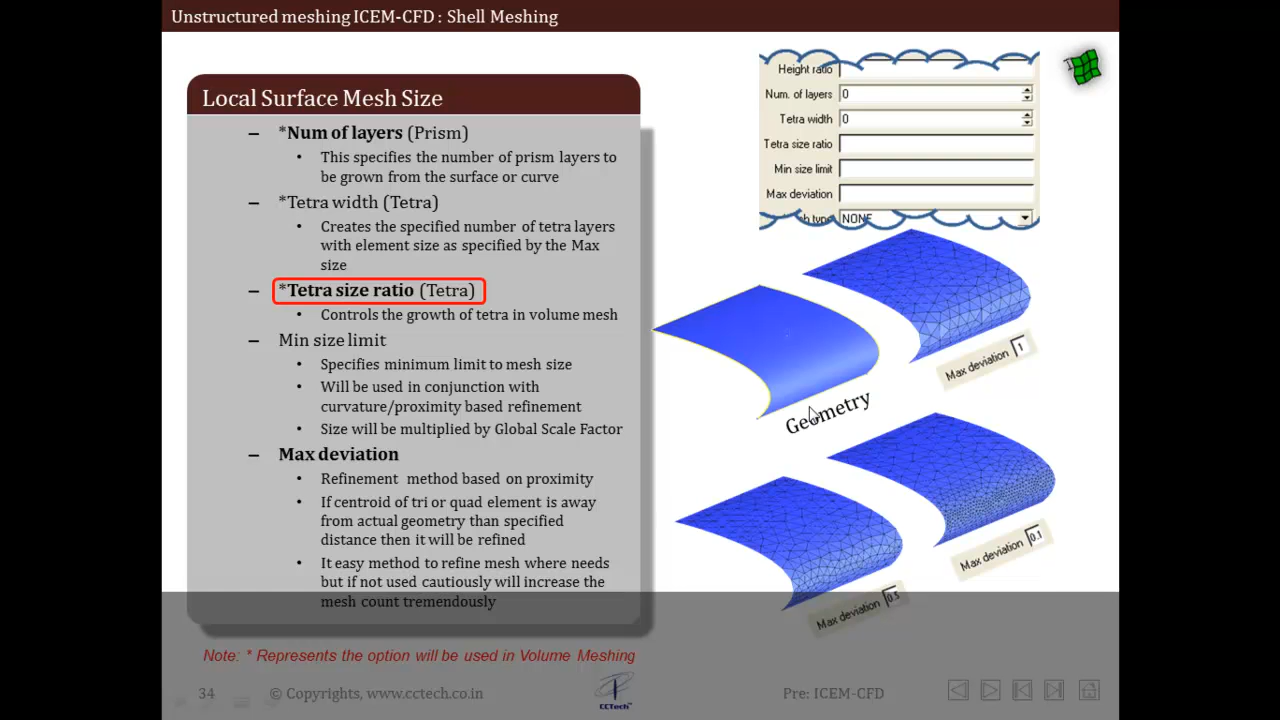 Unstructured meshing ICEM-CFD : Shell Meshing
Local Surface Mesh Size
– *Num of layers (Prism)
• This specifies the number of prism layers to
be grown from the surface or curve
– *Tetra width (Tetra)
• Creates the specified number of tetra layers
with element size as specified by the Max
size
– *Tetra size ratio (Tetra)
• Controls the growth of tetra in volume mesh
– Min size limit
• Specifies minimum limit to mesh size
• Will be used in conjunction with
curvature/proximity based refinement
• Size will be multiplied by Global Scale Factor
– Max deviation
• Refinement method based on proximity
• If centroid of tri or quad element is away
from actual geometry than specified
distance then it will be refined
• It easy method to refine mesh where needs
but if not used cautiously will increase the
mesh count tremendously
Height ratio
Num. of layers 0
Tetra width 0
Tetra size ratio
Min size limit
Max deviation
NONE
Max deviation 1
Geometry
Max deviation 0.1
Max deviation 0.5
Note: * Represents the option will be used in Volume Meshing
34 © Copyrights, www.cctech.co.in
CCTech
Pre: ICEM-CFD